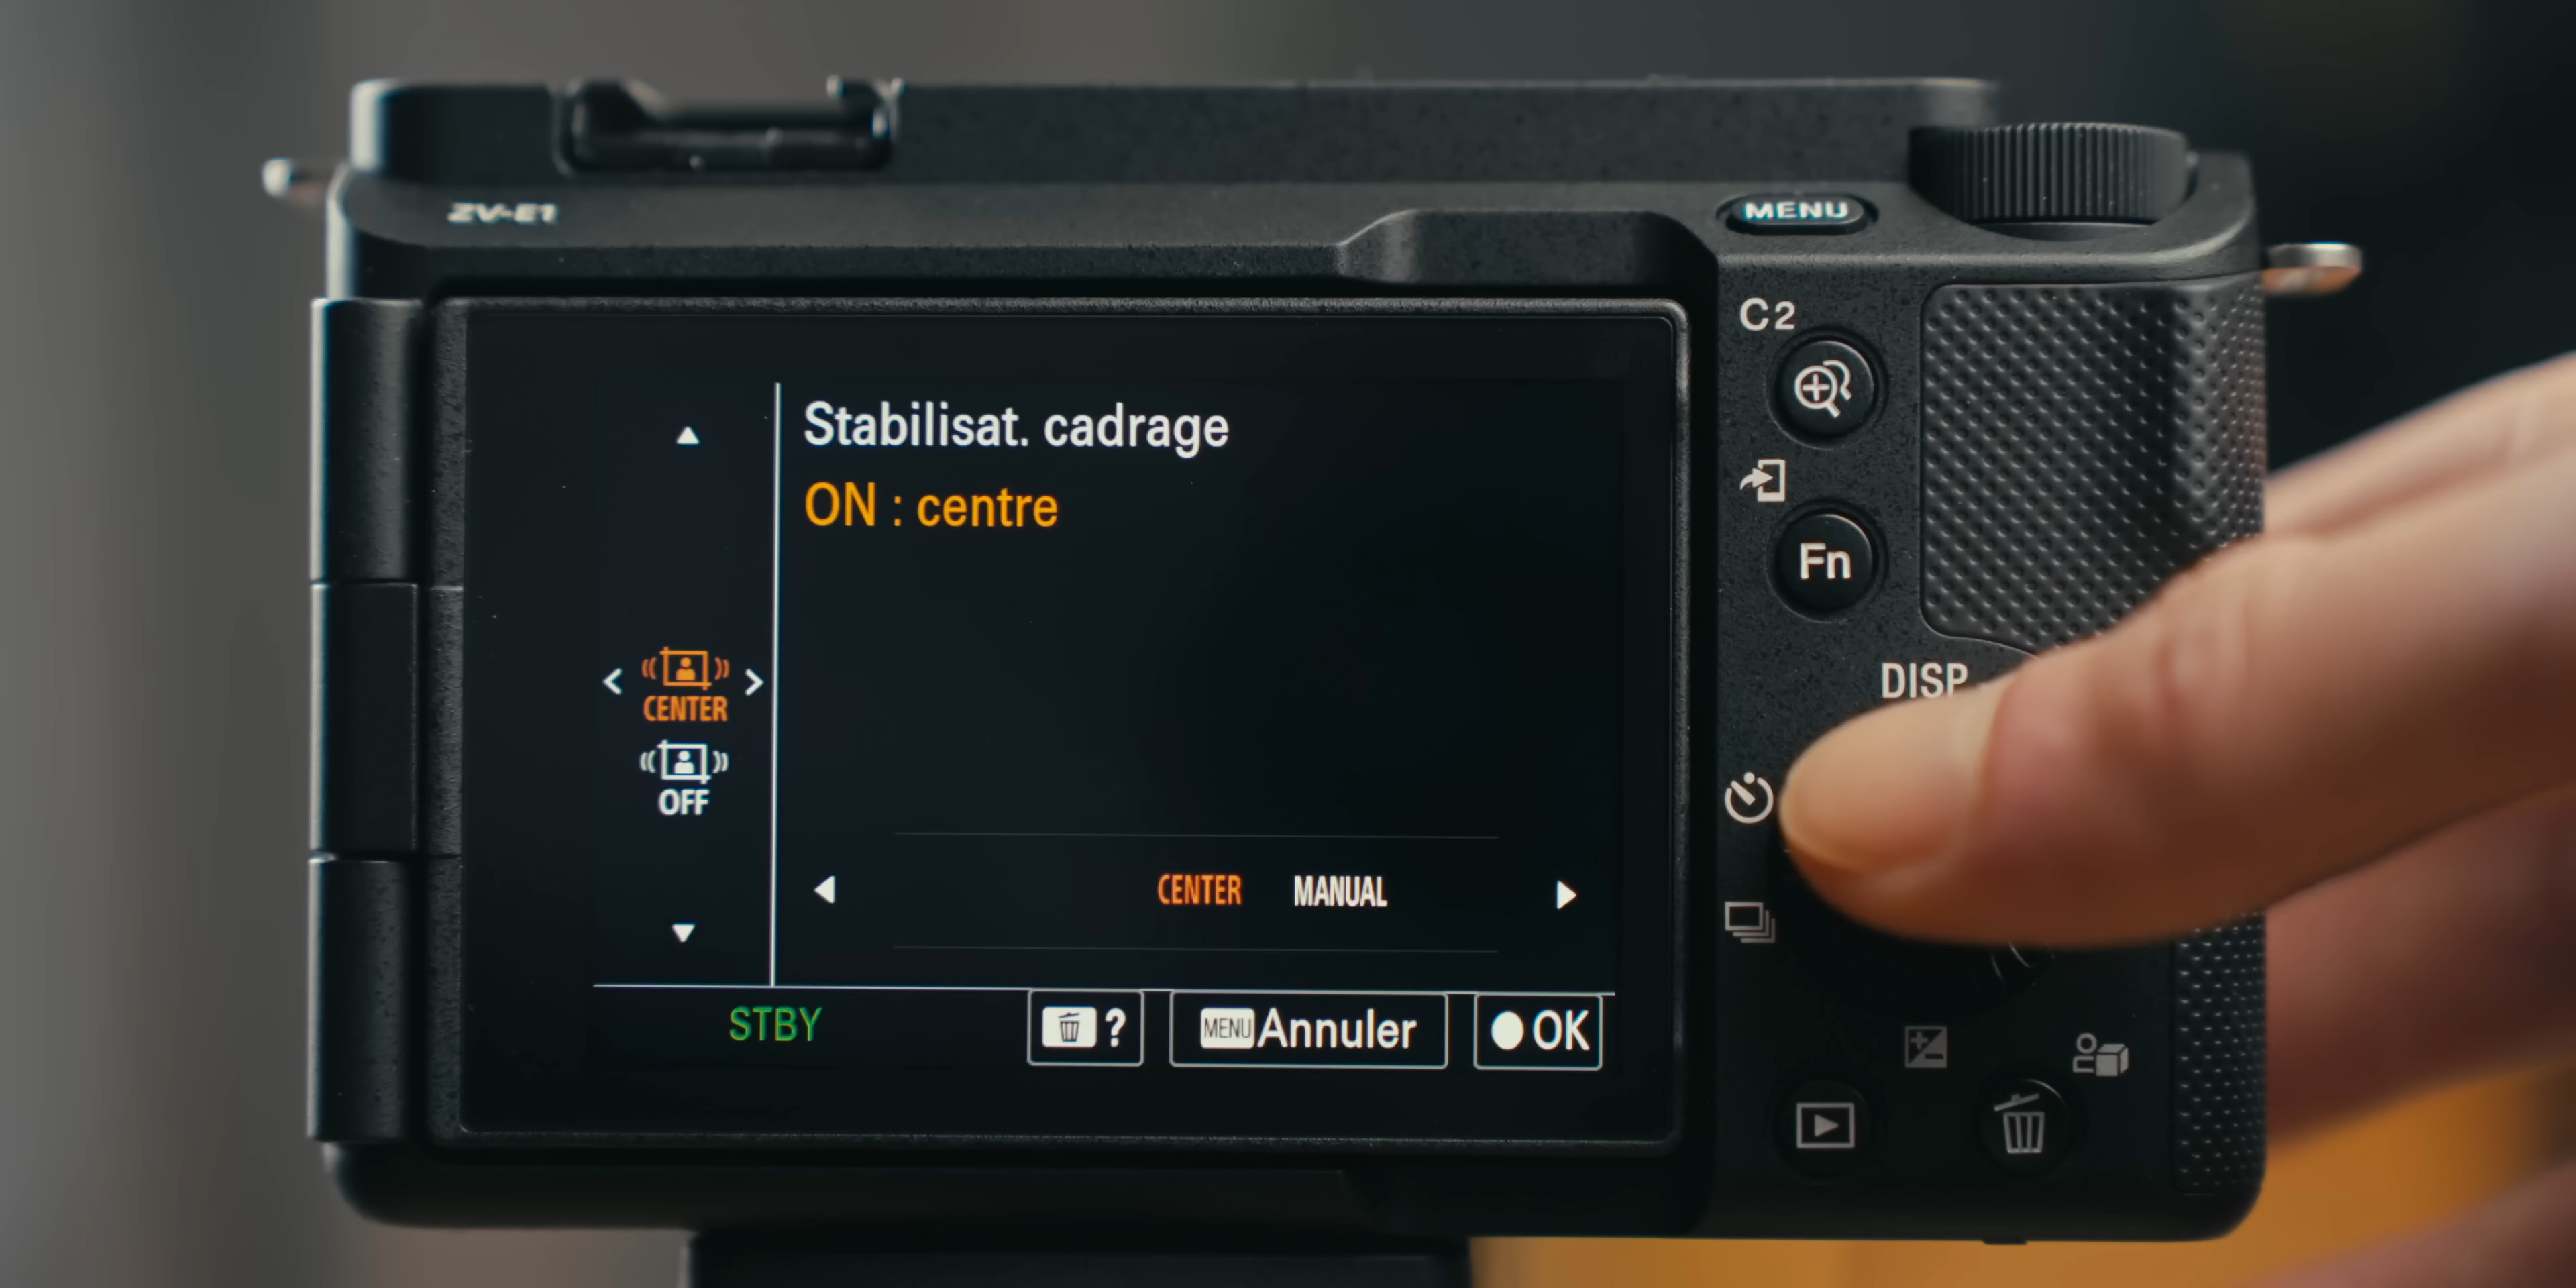 ZV-E1
MENU
C2
Stabilisat. cadrage
ON : centre
Fn
DISP
CENTER
OFF
CENTER MANUAL
STBY
?
MENU Annuler
OK